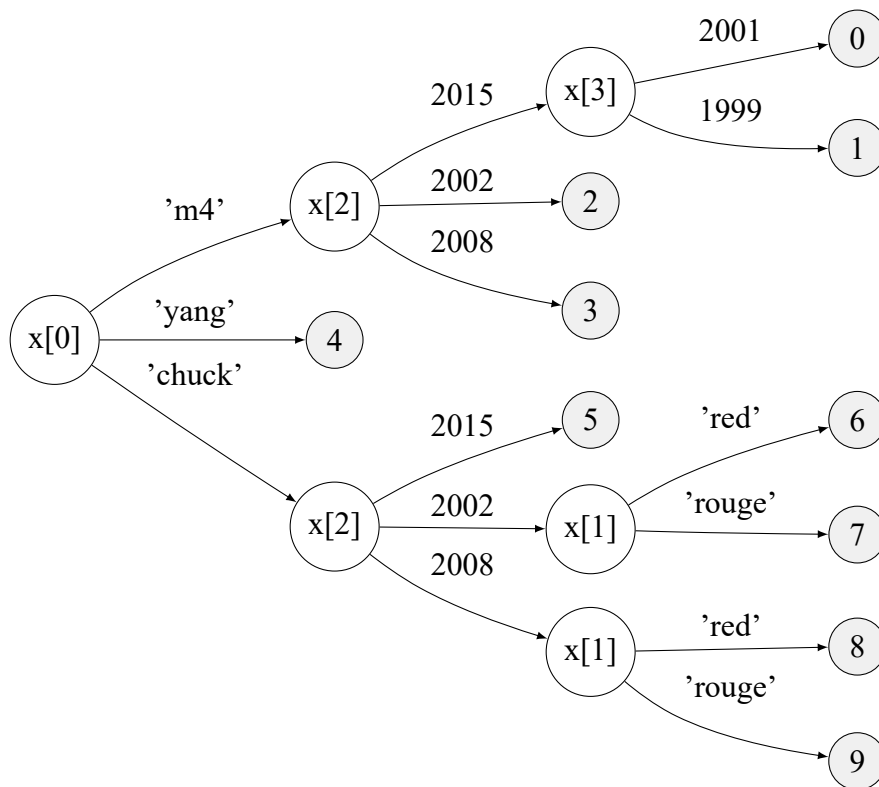 2001
0
2015
x[3]
1999
1
’m4’
x[2]
2002
2
2008
3
x[0]
’yang’
4
’chuck’
2015
5
’red’
6
x[2]
2002
x[1]
’rouge’
7
2008
x[1]
’red’
8
’rouge’
9